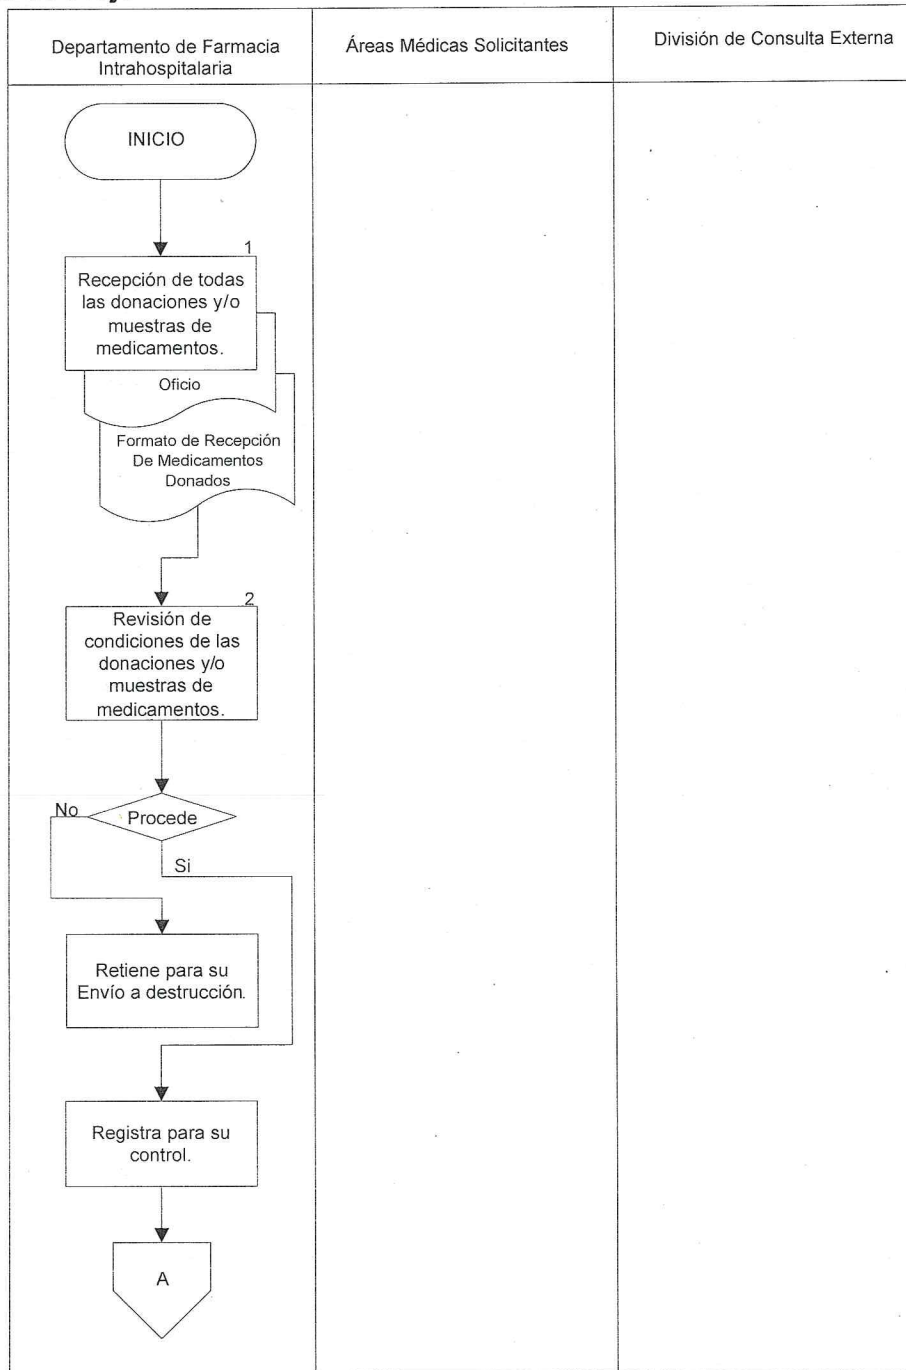 Departamento de Farmacia
Intrahospitalaria
Áreas Médicas Solicitantes
División de Consulta Externa
INICIO
1
Recepción de todas
las donaciones y/o
muestras de
medicamentos.
Oficio
Formato de Recepción
De Medicamentos
Donados
2
Revisión de
condiciones de las
donaciones y/o
muestras de
medicamentos.
No
Procede
Si
Retiene para su
Envío a destrucción.
Registra para su
control.
A